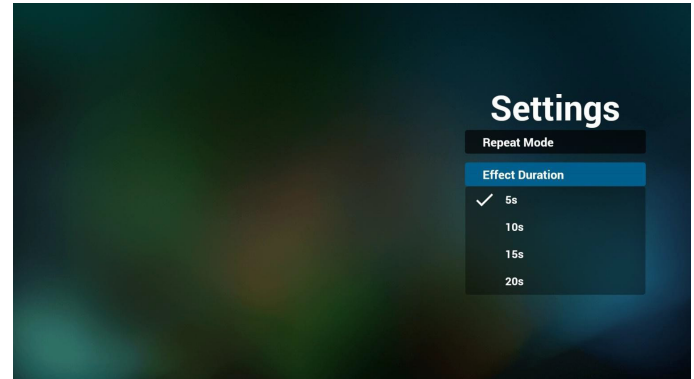 Settings
Repeat Mode
Effect Duration
5s
10s
15s
20s